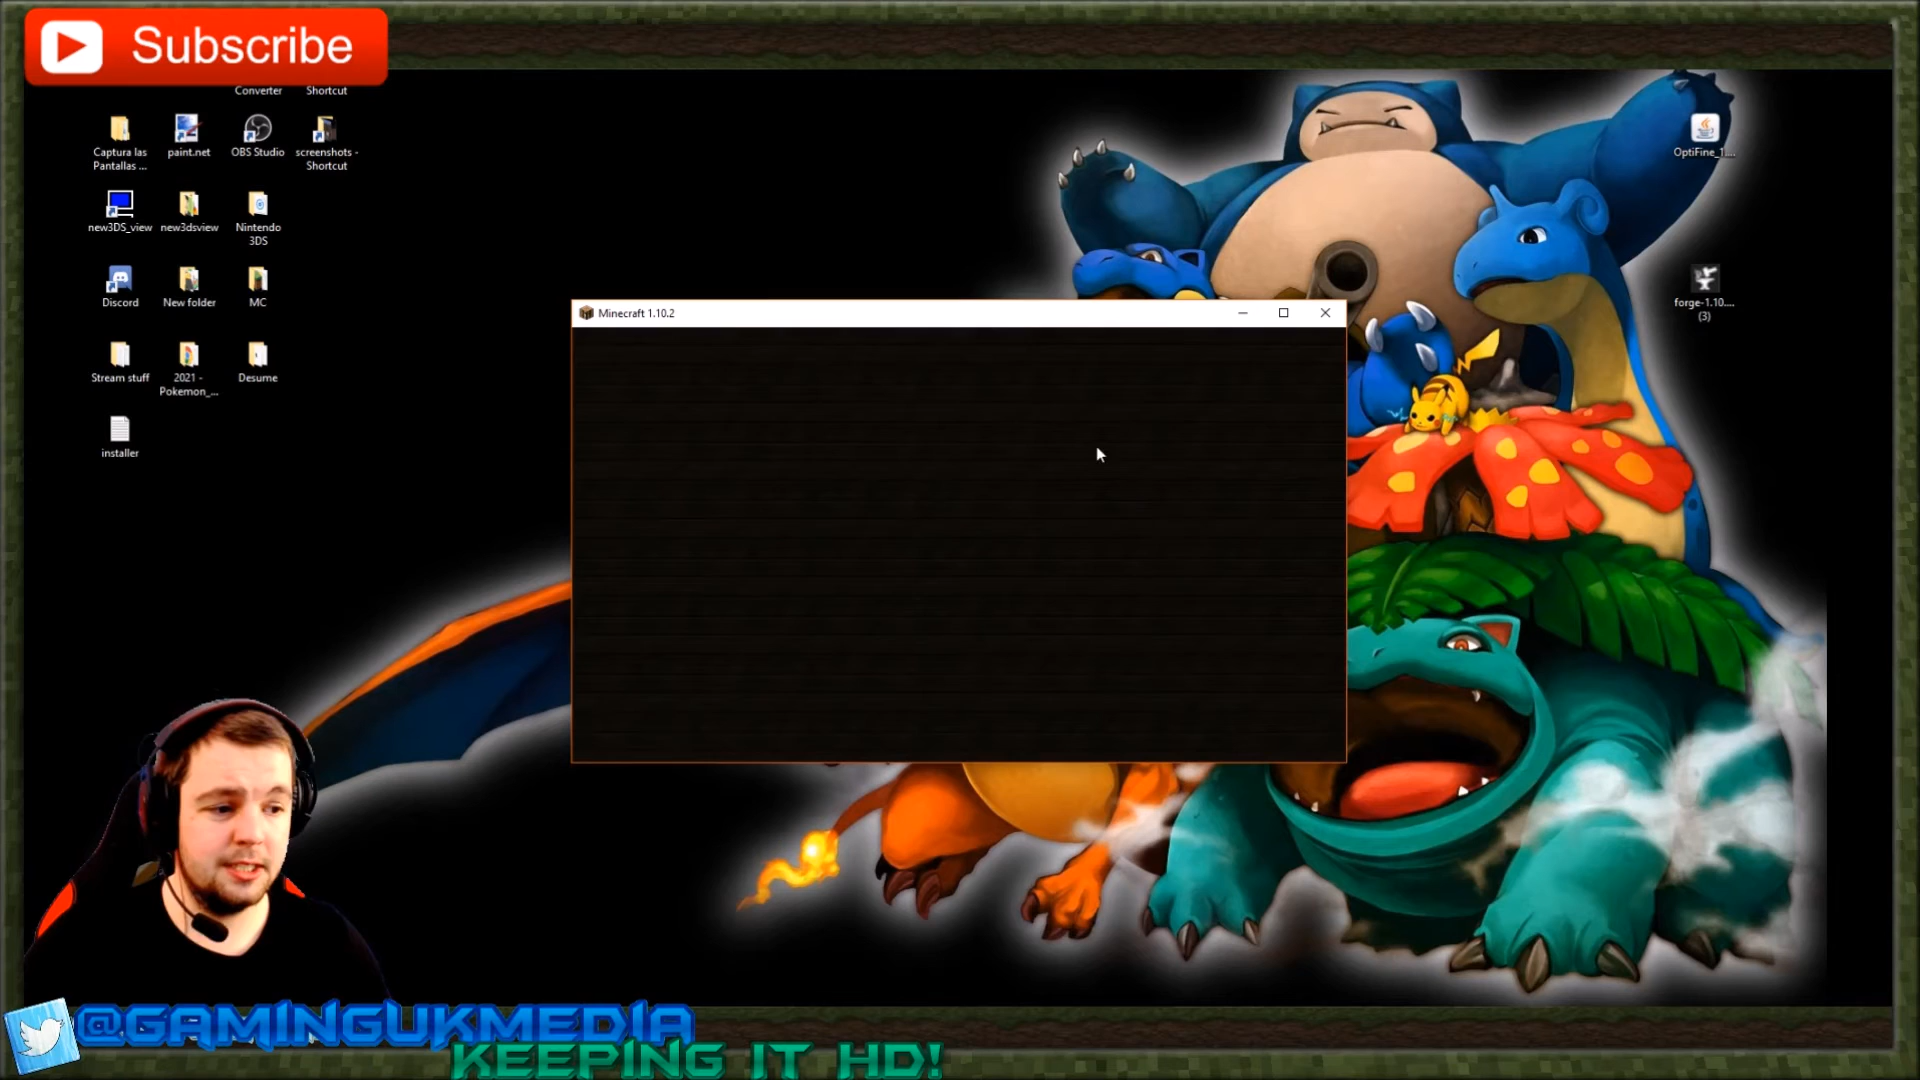 Subscribe
Converter
Shortcut
Captura las
Pantallas ...
paint.net
OBS Studio
screenshots -
Shortcut
OptiFine_1....
new3DS_view
new3dsview
Nintendo
3DS
Discord
New folder
MC
forge-1.10....
(3)
Minecraft 1.10.2
Stream stuff
2021 -
Pokemon_...
Desume
installer
@GAMINGUKMEDIA
KEEPING IT HD!